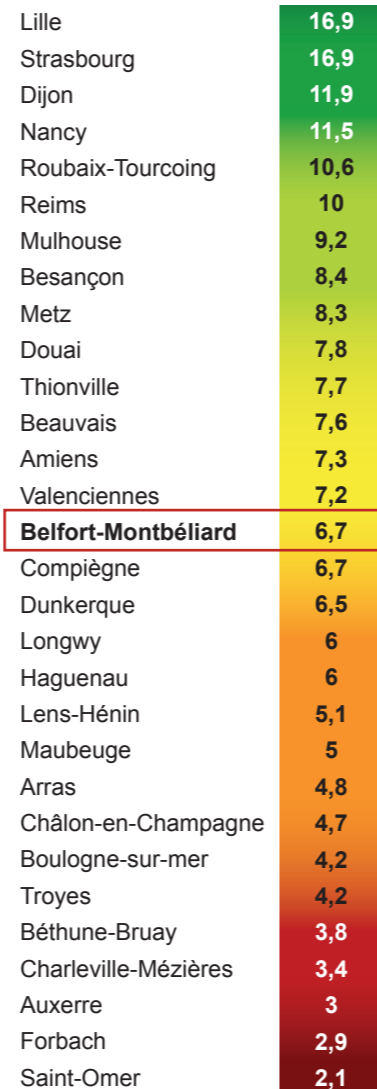 Lille 16,9
Strasbourg 16,9
Dijon 11,9
Nancy 11,5
Roubaix-Tourcoing 10,6
Reims 10
Mulhouse 9,2
Besançon 8,4
Metz 8,3
Douai 7,8
Thionville 7,7
Beauvais 7,6
Amiens 7,3
Valenciennes 7,2
Belfort-Montbéliard 6,7
Compiègne 6,7
Dunkerque 6,5
Longwy 6
Haguenau 6
Lens-Hénin 5,1
Maubeuge 5
Arras 4,8
Châlon-en-Champagne 4,7
Boulogne-sur-mer 4,2
Troyes 4,2
Béthune-Bruay 3,8
Charleville-Mézières 3,4
Auxerre 3
Forbach 2,9
Saint-Omer 2,1